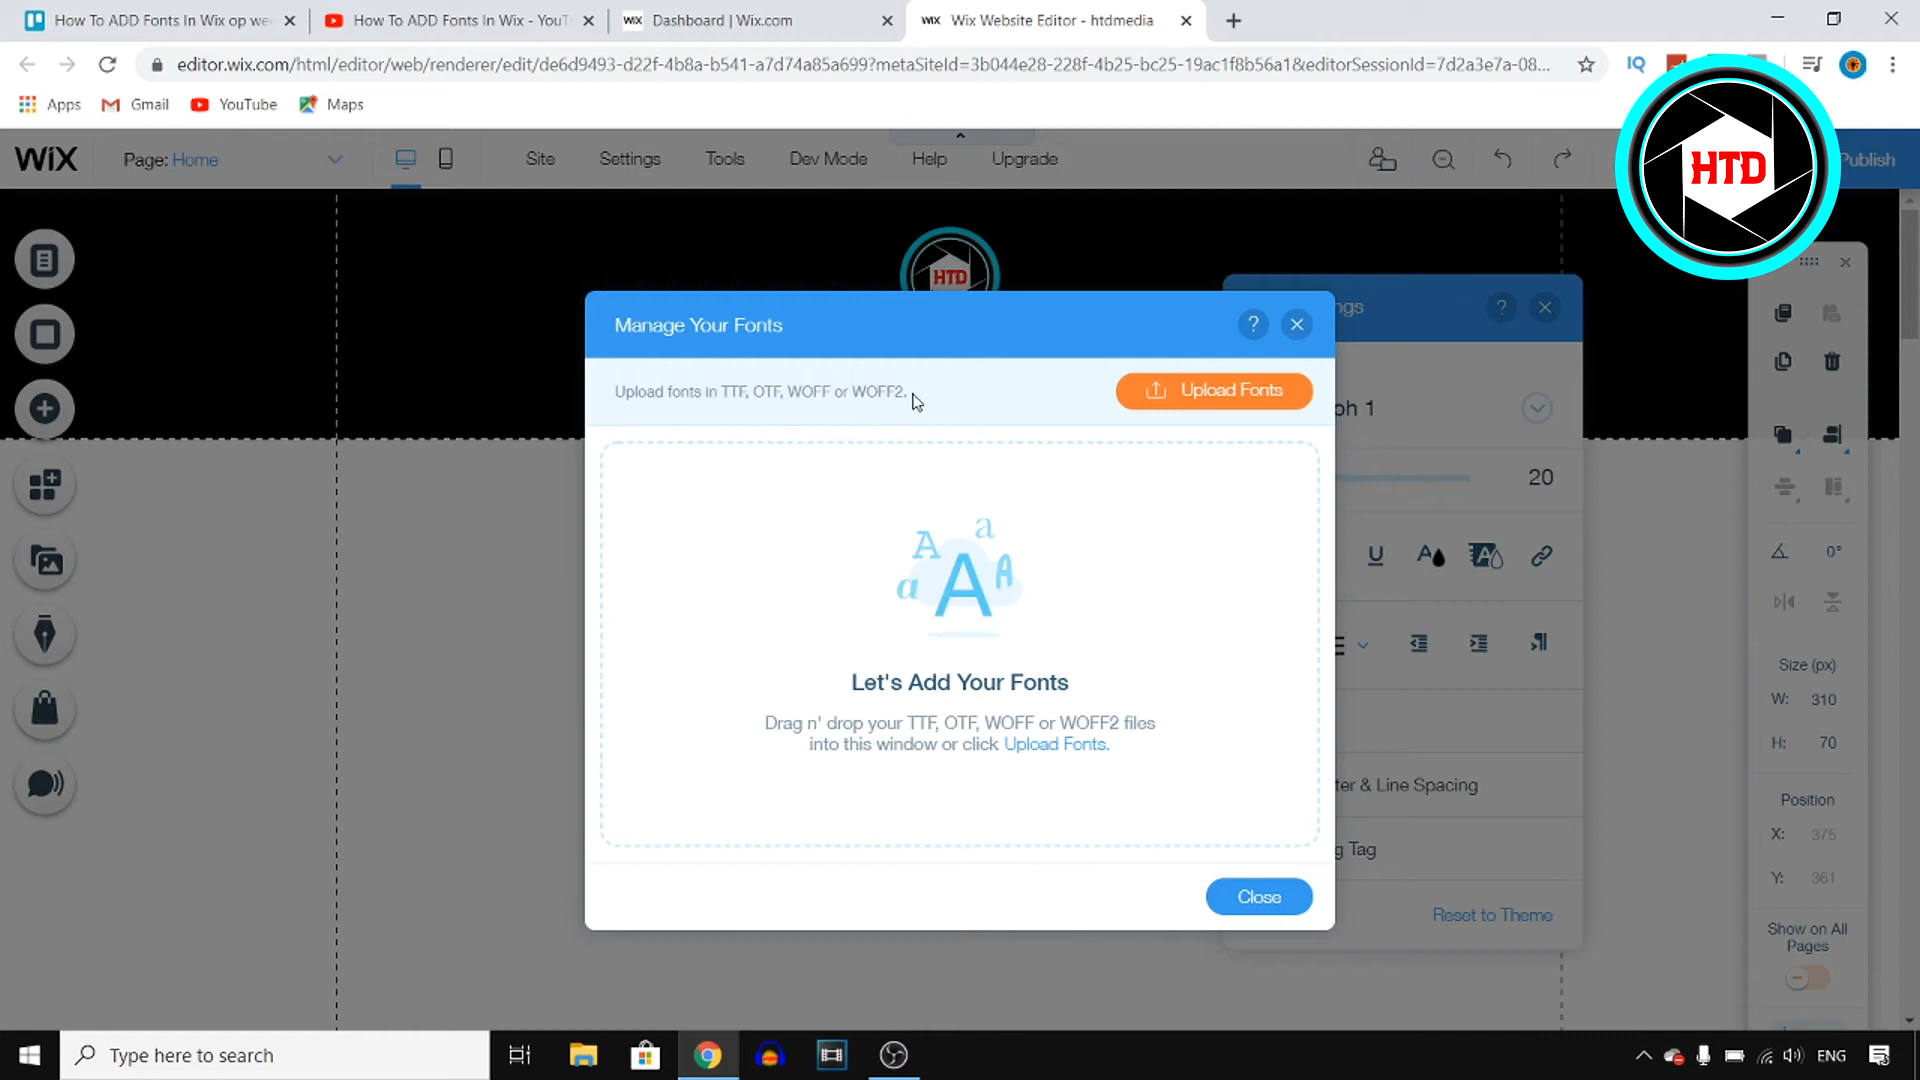 How To ADD Fonts In Wix op we
How To ADD Fonts In Wix - YouT
WIX Dashboard | Wix.com
WIX Wix Website Editor - htdmedia
editor.wix.com/html/editor/web/renderer/edit/de6d9493-d22f-4b8a-b541-a7d74a85a699?metaSiteId=3b044e28-228f-4b25-bc25-19ac1f8b56a1&editorSessionId=7d2a3e7a-08...
IQ
Apps
Gmail
YouTube
Maps
WiX
Page: Home
Site
Settings
Tools
Dev Mode
Help
Upgrade
Publish
HTD
HTD
Manage Your Fonts
?
ngs
?
Upload fonts in TTF, OTF, WOFF or WOFF2.
Upload Fonts
ph 1
20
A a a A A
Let's Add Your Fonts
Drag n' drop your TTF, OTF, WOFF or WOFF2 files
into this window or click Upload Fonts.
ter & Line Spacing
g Tag
Close
Reset to Theme
0°
Size (px)
W: 310
H: 70
Position
X: 375
Y: 361
Show on All
Pages
Type here to search
ENG